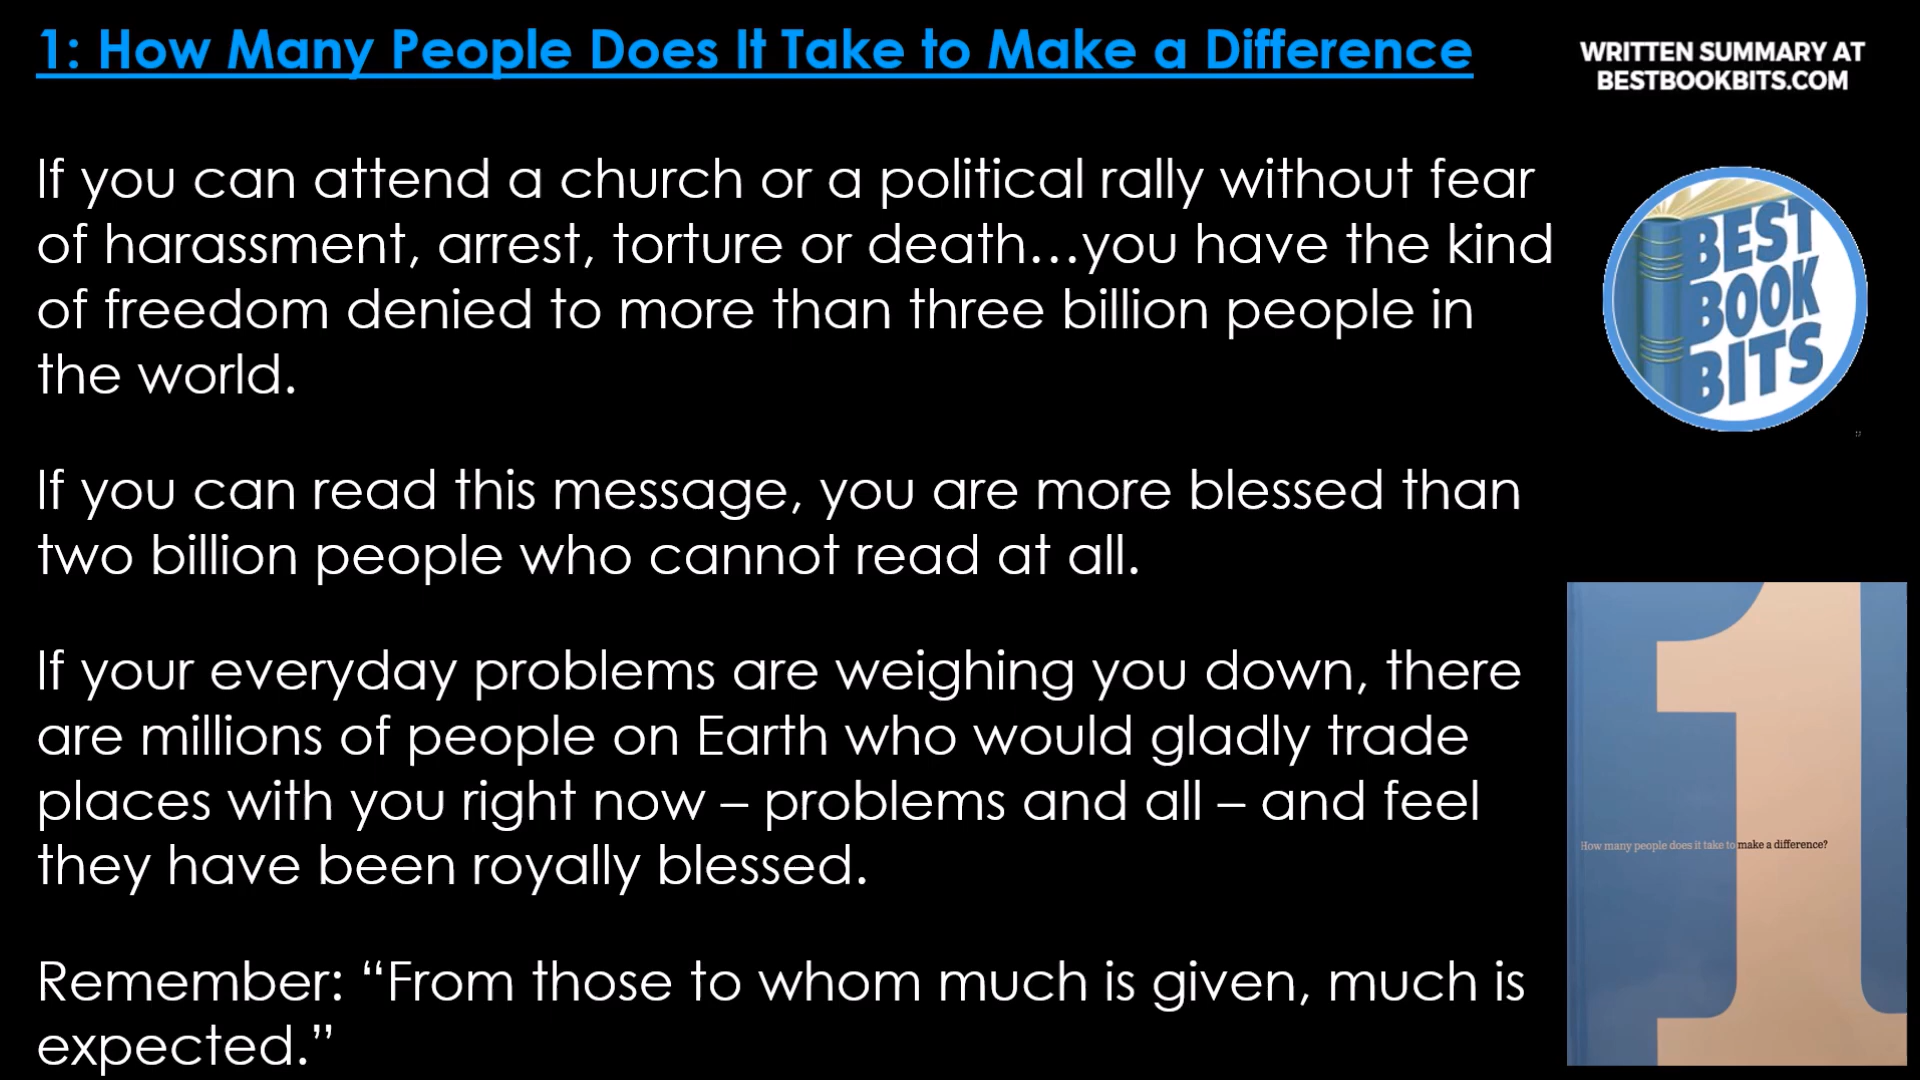 1: How Many People Does It Take to Make a Difference
WRITTEN SUMMARY AT
BESTBOOKBITS.COM
If you can attend a church or a political rally without fear
of harassment, arrest, torture or death…you have the kind
of freedom denied to more than three billion people in
the world.
If you can read this message, you are more blessed than
two billion people who cannot read at all.
If your everyday problems are weighing you down, there
are millions of people on Earth who would gladly trade
places with you right now – problems and all – and feel
they have been royally blessed.
Remember: “From those to whom much is given, much is
expected.”
BEST
BOOK
BITS
1
How many people does it take to make a difference?